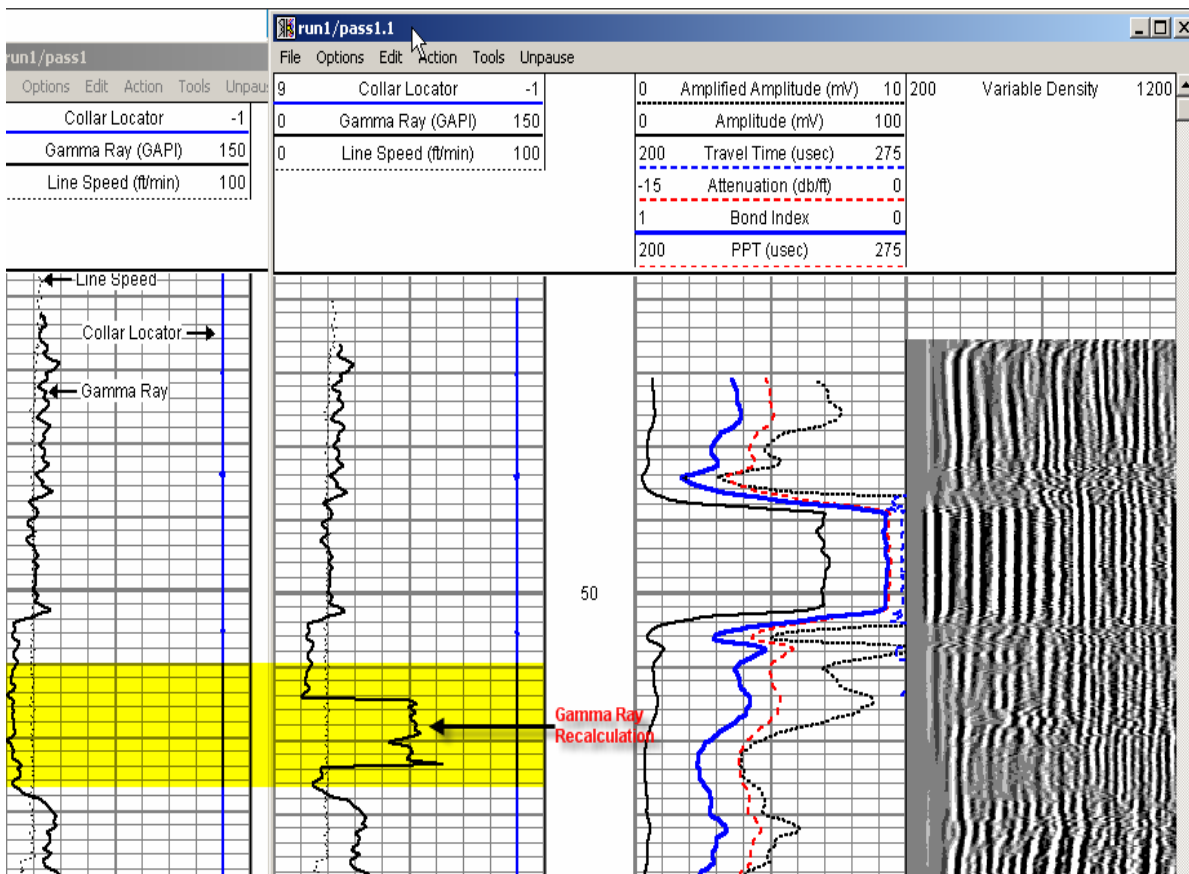 run1/pass1
Options Edit Action Tools
Collar Locator -1
Gamma Ray (GAPI) 150
Line Speed (ft/min) 100
Line Speed
Collar Locator
Gamma Ray
run1/pass1.1
File Options Edit Action Tools Unpause
9 Collar Locator -1
0 Gamma Ray (GAPI) 150
0 Line Speed (ft/min) 100
0 Amplified Amplitude (mV) 10
0 Amplitude (mV) 100
200 Travel Time (usec) 275
-15 Attenuation (db/ft) 0
1 Bond Index 0
200 PPT (usec) 275
200 Variable Density 1200
50
Gamma Ray
Recalculation